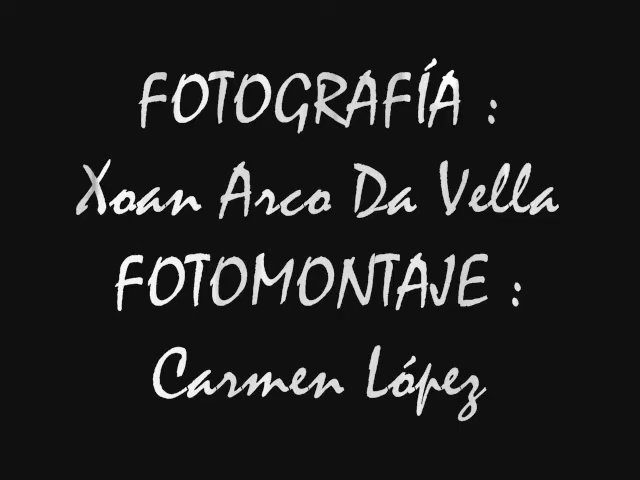 FOTOGRAFÍA :
Xoan Arco Da Vella
FOTOMONTAJE :
Carmen López